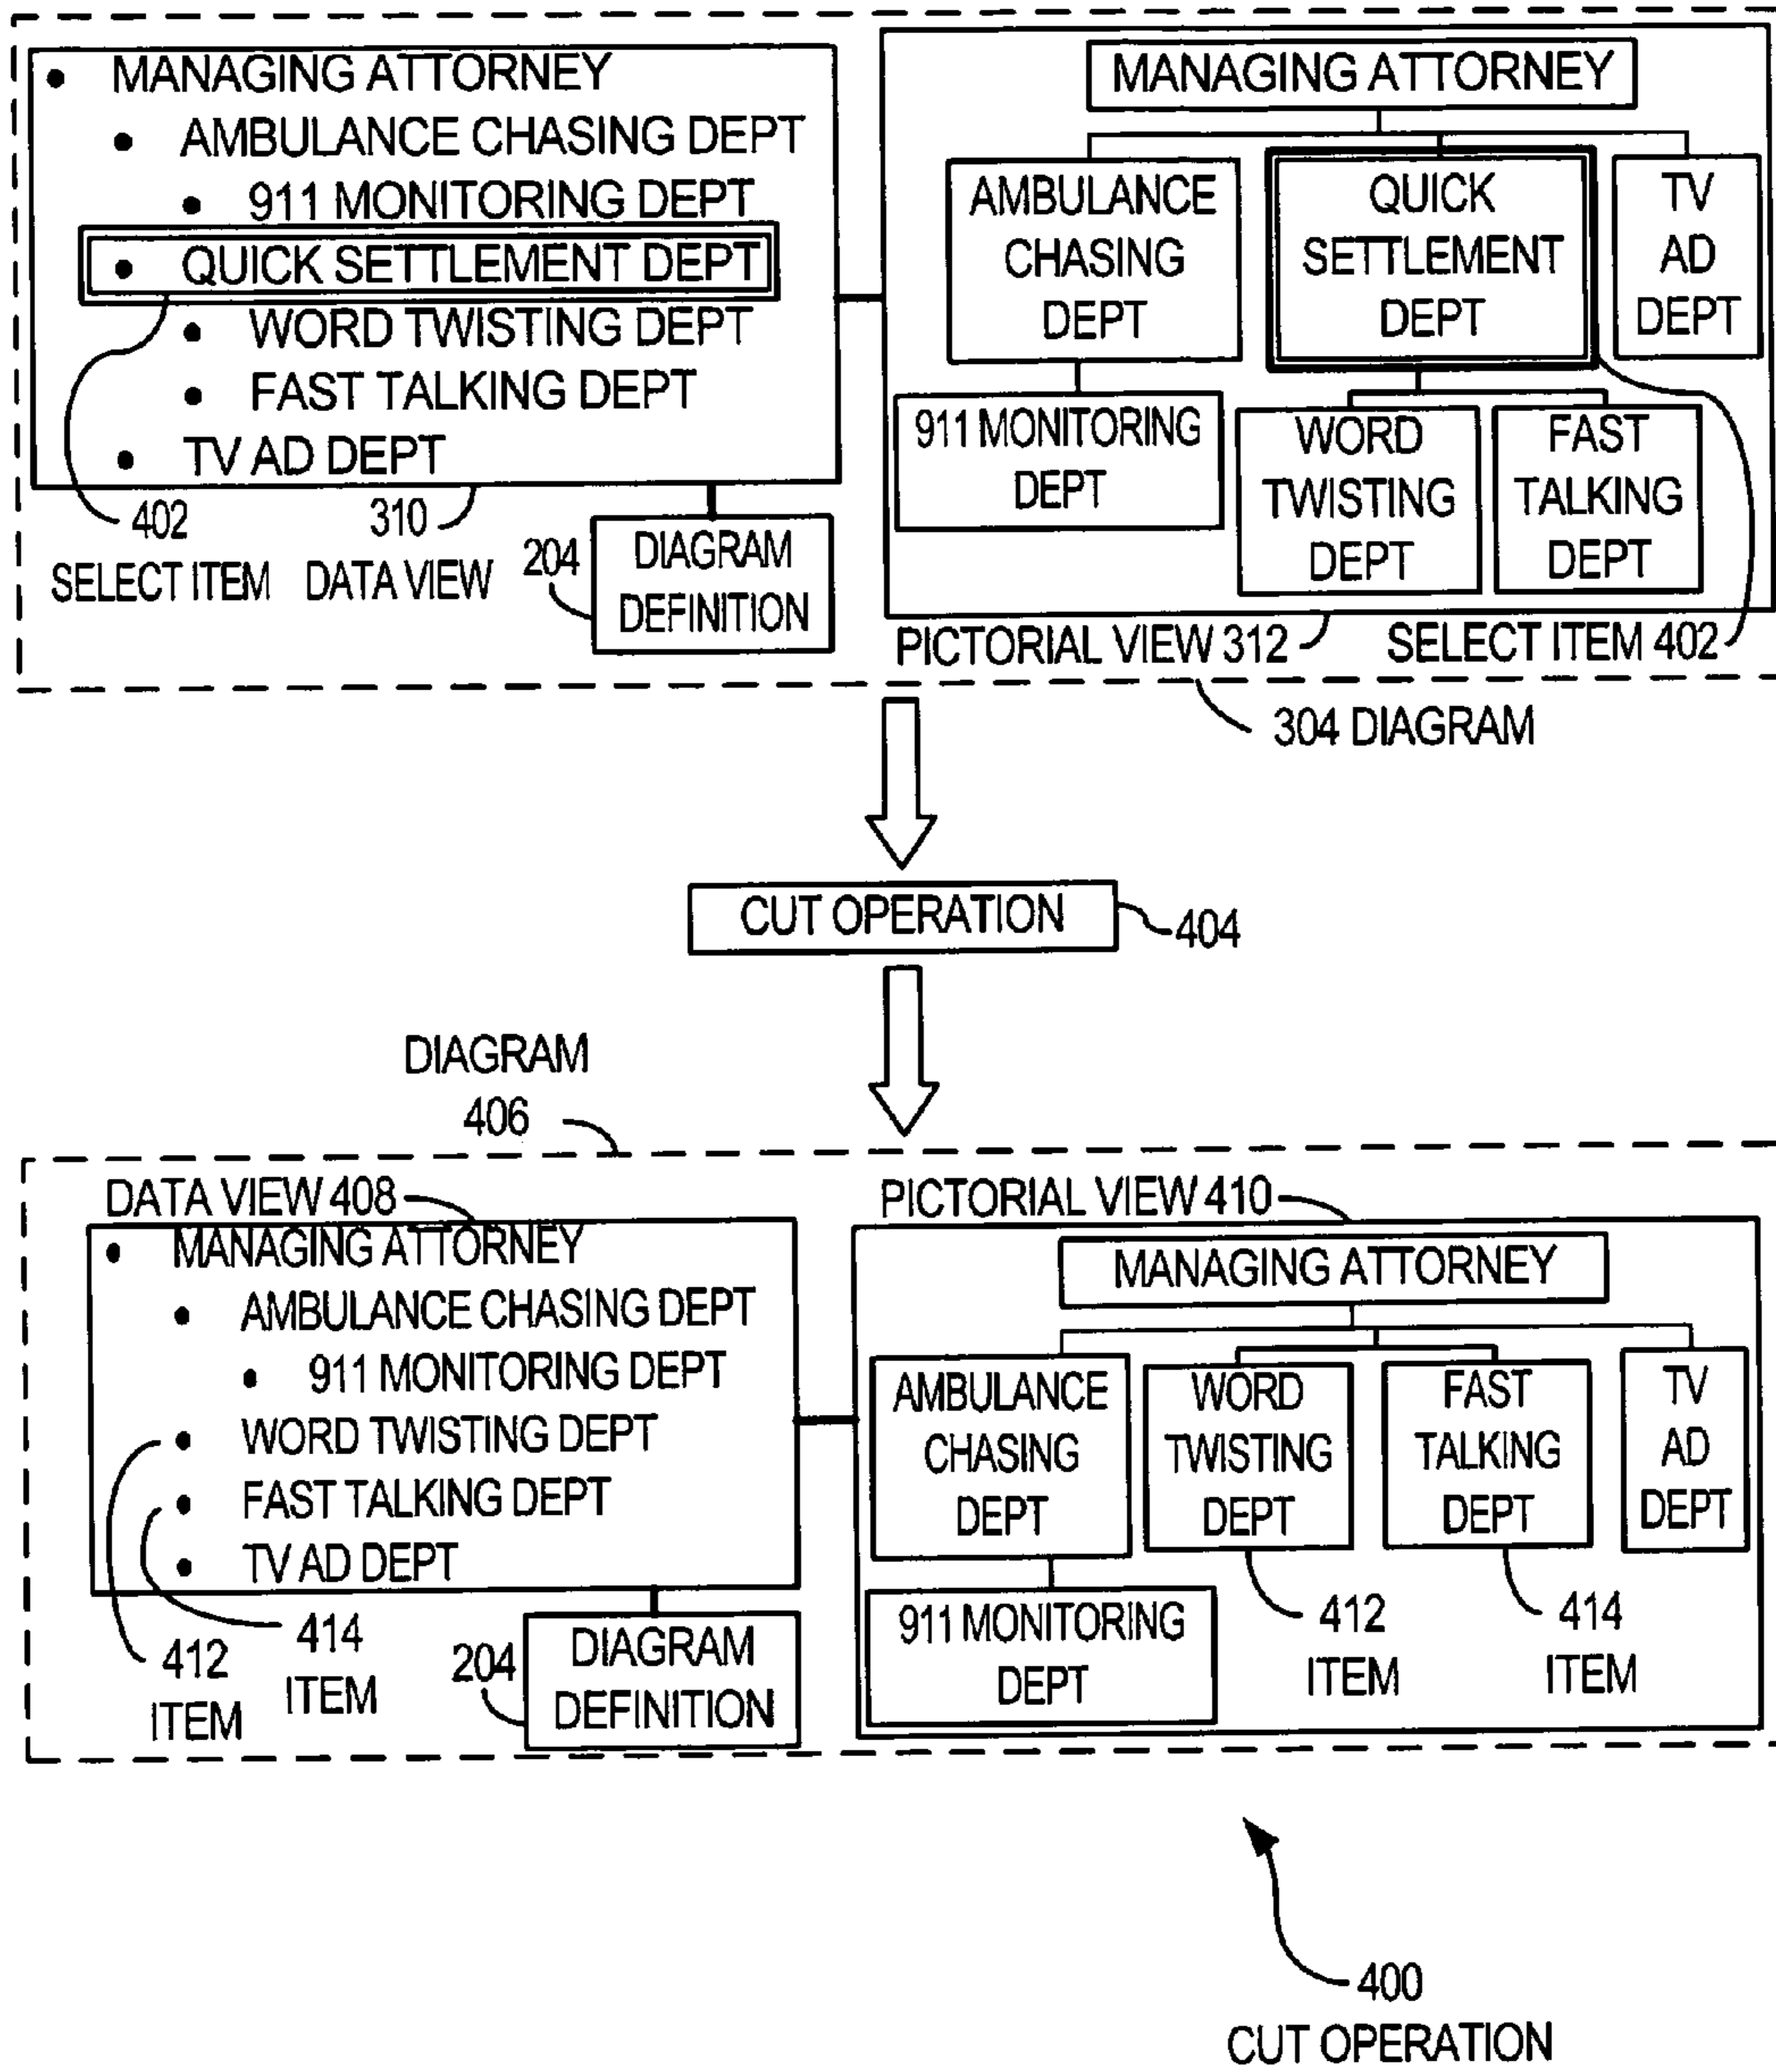 • MANAGING ATTORNEY
• AMBULANCE CHASING DEPT
• 911 MONITORING DEPT
• QUICK SETTLEMENT DEPT
• WORD TWISTING DEPT
• FAST TALKING DEPT
• TV AD DEPT
402
SELECT ITEM
310
DATA VIEW
204
DIAGRAM
DEFINITION
MANAGING ATTORNEY
AMBULANCE
CHASING
DEPT
QUICK
SETTLEMENT
DEPT
TV
AD
DEPT
911 MONITORING
DEPT
WORD
TWISTING
DEPT
FAST
TALKING
DEPT
PICTORIAL VIEW 312
SELECT ITEM 402
304 DIAGRAM
CUT OPERATION
404
DIAGRAM
406
DATA VIEW 408
• MANAGING ATTORNEY
• AMBULANCE CHASING DEPT
• 911 MONITORING DEPT
• WORD TWISTING DEPT
• FAST TALKING DEPT
• TV AD DEPT
412
ITEM
414
ITEM
204
DIAGRAM
DEFINITION
PICTORIAL VIEW 410
MANAGING ATTORNEY
AMBULANCE
CHASING
DEPT
WORD
TWISTING
DEPT
FAST
TALKING
DEPT
TV
AD
DEPT
911 MONITORING
DEPT
412
ITEM
414
ITEM
400
CUT OPERATION